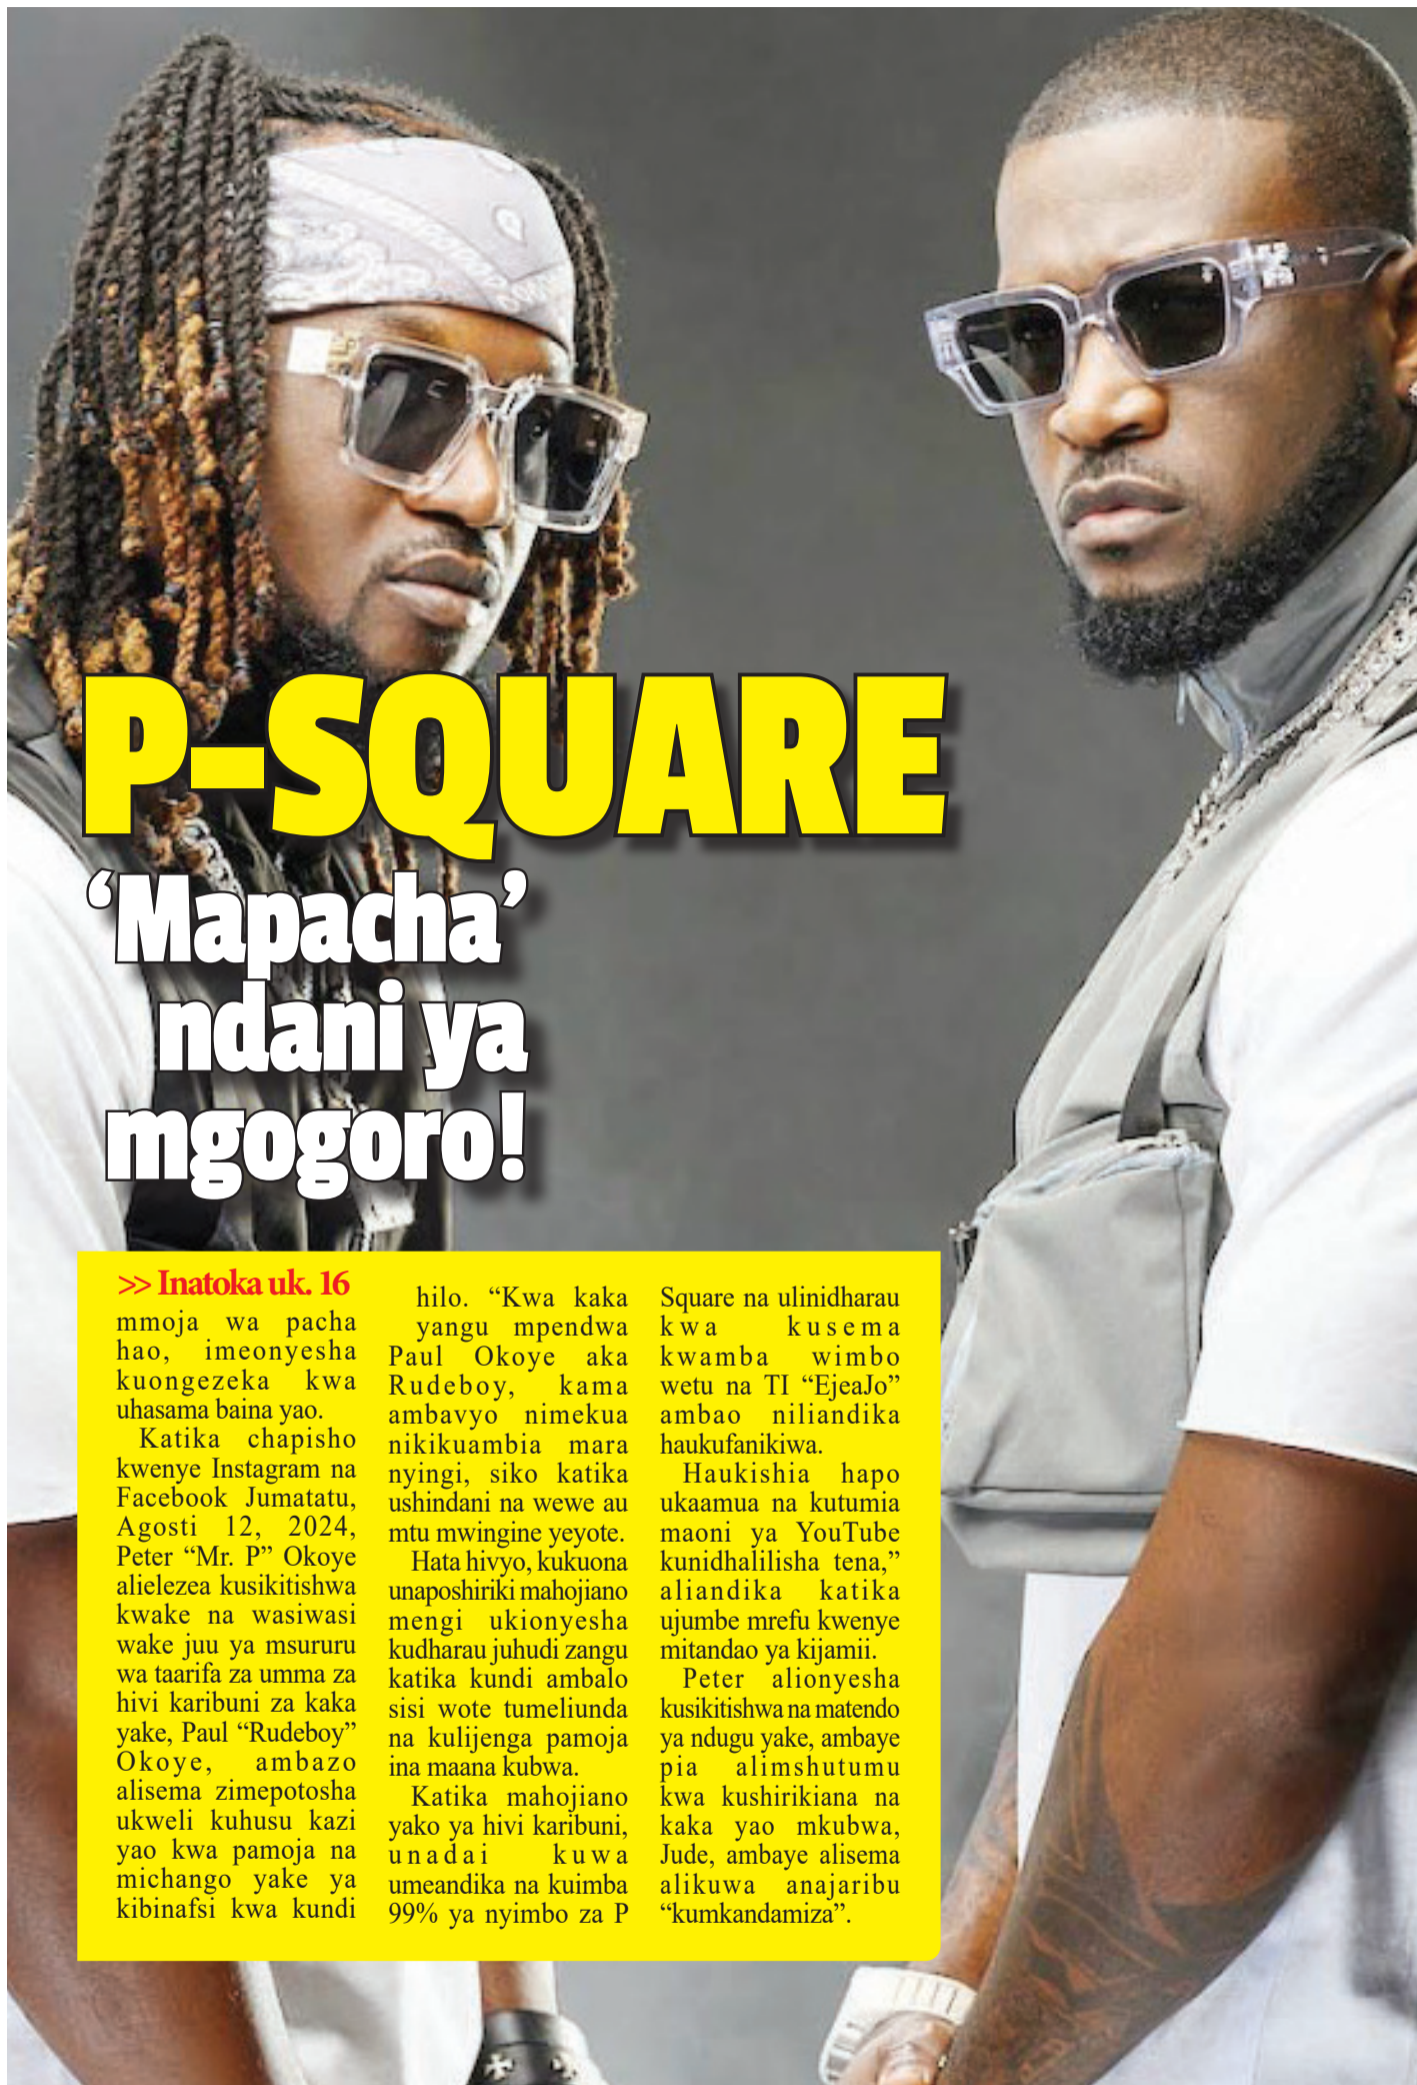 P-SQUARE
‘Mapacha’
ndani ya
mgogoro!
>> Inatoka uk. 16
mmoja wa pacha
hao, imeonyesha
kuongezeka kwa
uhasama baina yao.
Katika chapisho
kwenye Instagram na
Facebook Jumatatu,
Agosti 12, 2024,
Peter “Mr. P” Okoye
alielezea kusikitishwa
kwake na wasiwasi
wake juu ya msururu
wa taarifa za umma za
hivi karibuni za kaka
yake, Paul “Rudeboy”
Okoye, ambazo
alisema zimepotosha
ukweli kuhusu kazi
yao kwa pamoja na
michango yake ya
kibinafsi kwa kundi
hilo. “Kwa kaka
yangu mpendwa
Paul Okoye aka
Rudeboy, kama
ambavyo nimekua
nikikuambia mara
nyingi, siko katika
ushindani na wewe au
mtu mwingine yeyote.
Hata hivyo, kukuona
unaposhiriki mahojiano
mengi ukionyesha
kudharau juhudi zangu
katika kundi ambalo
sisi wote tumeliunda
na kulijenga pamoja
ina maana kubwa.
Katika mahojiano
yako ya hivi karibuni,
unadai kuwa
umeandika na kuimba
99% ya nyimbo za P
Square na ulinidharau
kwa kusema
kwamba wimbo
wetu na TI “EjeaJo”
ambao niliandika
haukufanikiwa.
Haukishia hapo
ukaamua na kutumia
maoni ya YouTube
kunidhalilisha tena,”
aliandika katika
ujumbe mrefu kwenye
mitandao ya kijamii.
Peter alionyesha
kusikitishwa na matendo
ya ndugu yake, ambaye
pia alimshutumu
kwa kushirikiana na
kaka yao mkubwa,
Jude, ambaye alisema
alikuwa anajaribu
“kumkandamiza”.